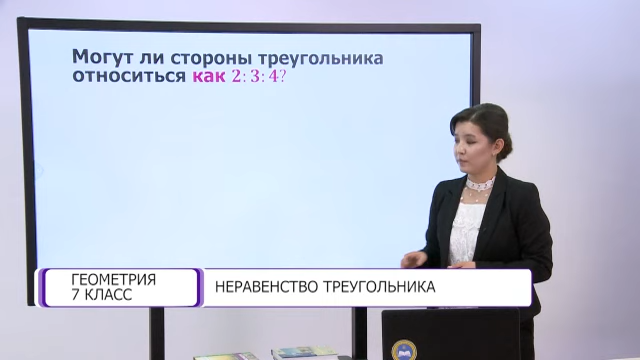 Могут ли стороны треугольника
относиться как 2: 3: 4?
ГЕОМЕТРИЯ
7 КЛАСС
НЕРАВЕНСТВО ТРЕУГОЛЬНИКА